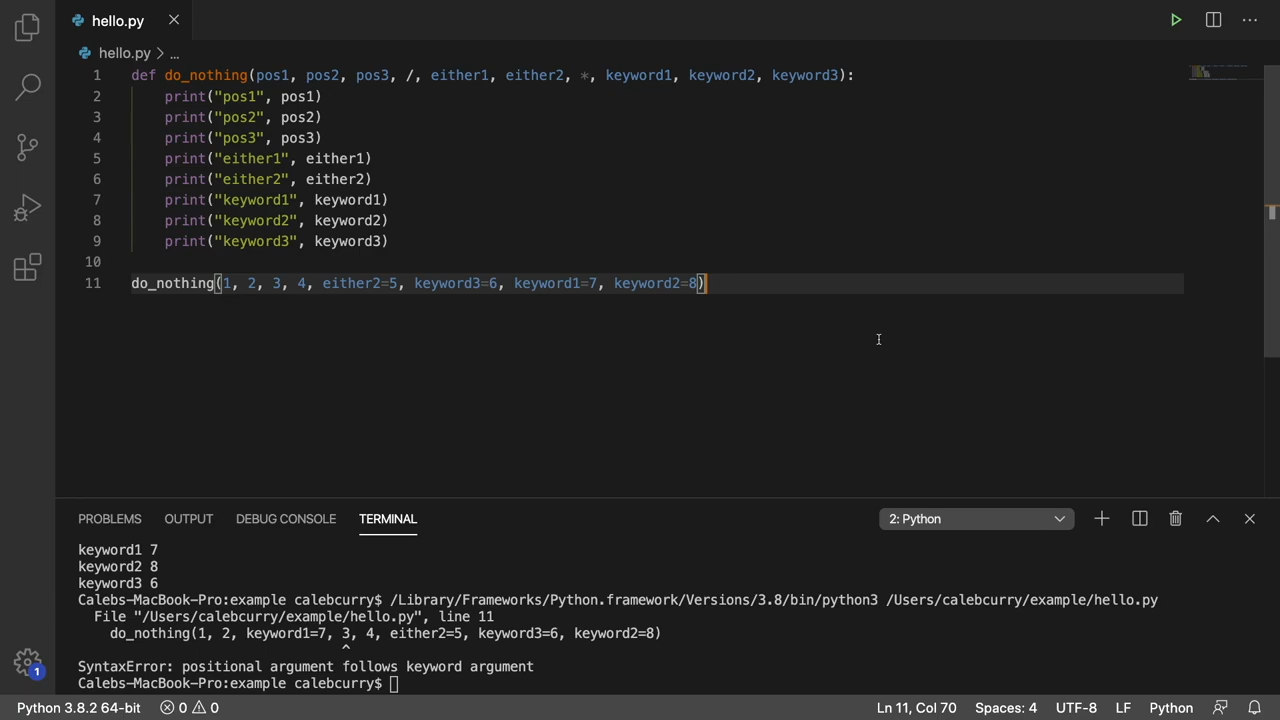 hello.py
hello.py > ...
1 def do_nothing(pos1, pos2, pos3, /, either1, either2, *, keyword1, keyword2, keyword3):
2 print("pos1", pos1)
3 print("pos2", pos2)
4 print("pos3", pos3)
5 print("either1", either1)
6 print("either2", either2)
7 print("keyword1", keyword1)
8 print("keyword2", keyword2)
9 print("keyword3", keyword3)
10
11 do_nothing(1, 2, 3, 4, either2=5, keyword3=6, keyword1=7, keyword2=8)
PROBLEMS OUTPUT DEBUG CONSOLE TERMINAL 2: Python
keyword1 7
keyword2 8
keyword3 6
Calebs-MacBook-Pro:example calebcurry$ /Library/Frameworks/Python.framework/Versions/3.8/bin/python3 /Users/calebcurry/example/hello.py
File "/Users/calebcurry/example/hello.py", line 11
do_nothing(1, 2, keyword1=7, 3, 4, either2=5, keyword3=6, keyword2=8)
^
SyntaxError: positional argument follows keyword argument
Calebs-MacBook-Pro:example calebcurry$
1
Python 3.8.2 64-bit 0 0 Ln 11, Col 70 Spaces: 4 UTF-8 LF Python